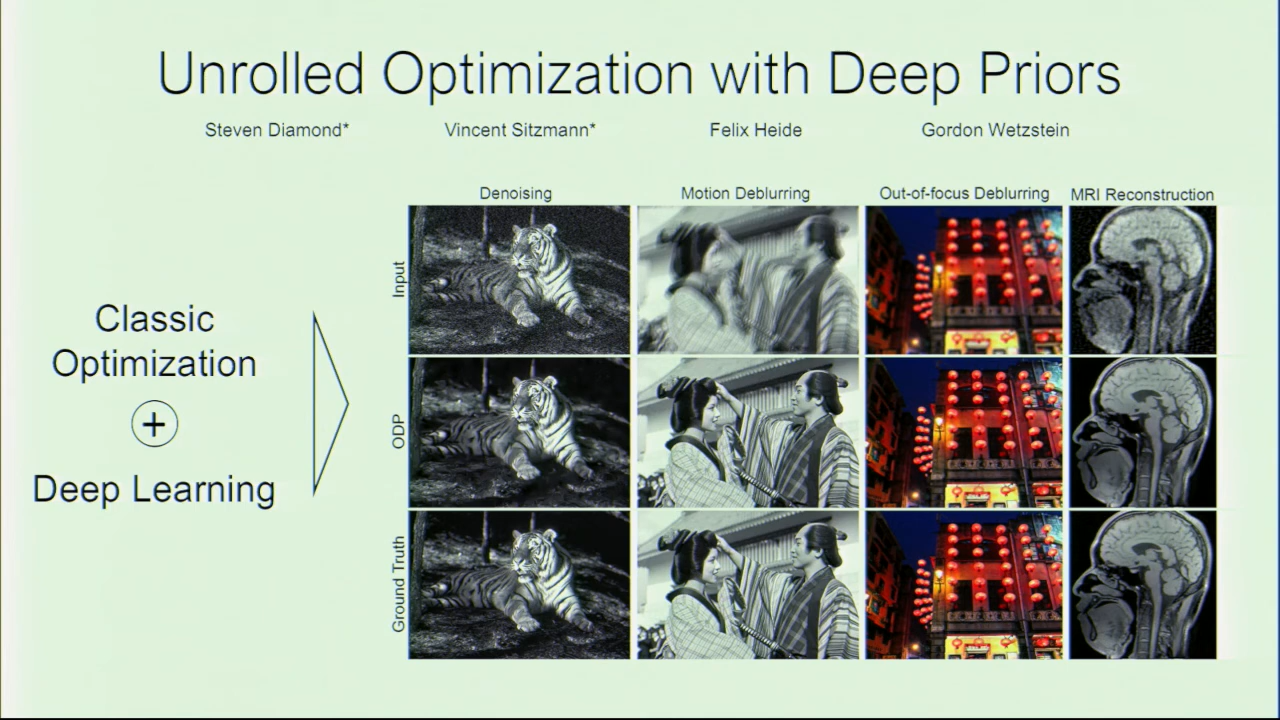 Unrolled Optimization with Deep Priors
Steven Diamond* Vincent Sitzmann* Felix Heide Gordon Wetzstein
Denoising Motion Deblurring Out-of-focus Deblurring MRI Reconstruction
Input
Classic
Optimization
+
Deep Learning
ODP
Ground Truth